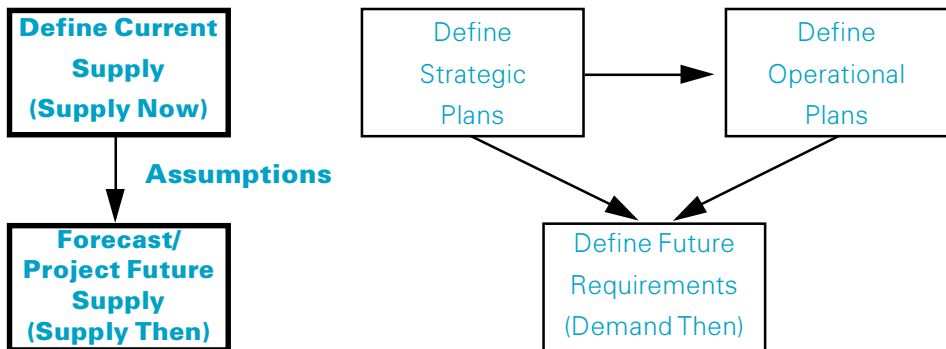 Define Current
Supply
(Supply Now)
Define
Strategic
Plans
Define
Operational
Plans
Assumptions
Forecast/
Project Future
Supply
(Supply Then)
Define Future
Requirements
(Demand Then)